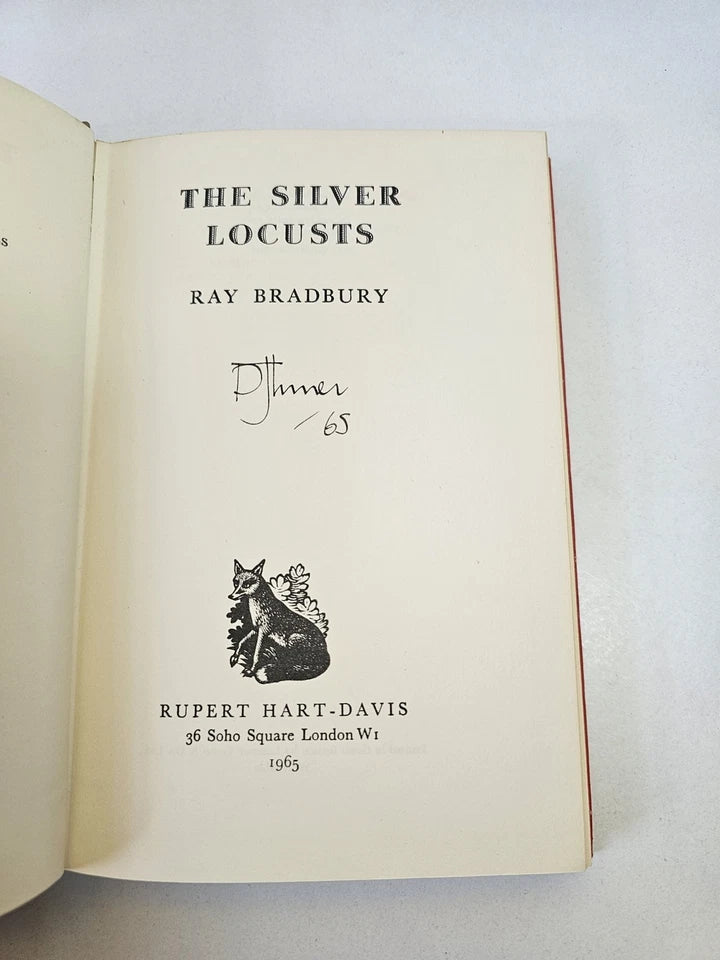 s
THE SILVER
LOCUSTS
RAY BRADBURY
/65
RUPERT HART-DAVIS
36 Soho Square London W1
1965